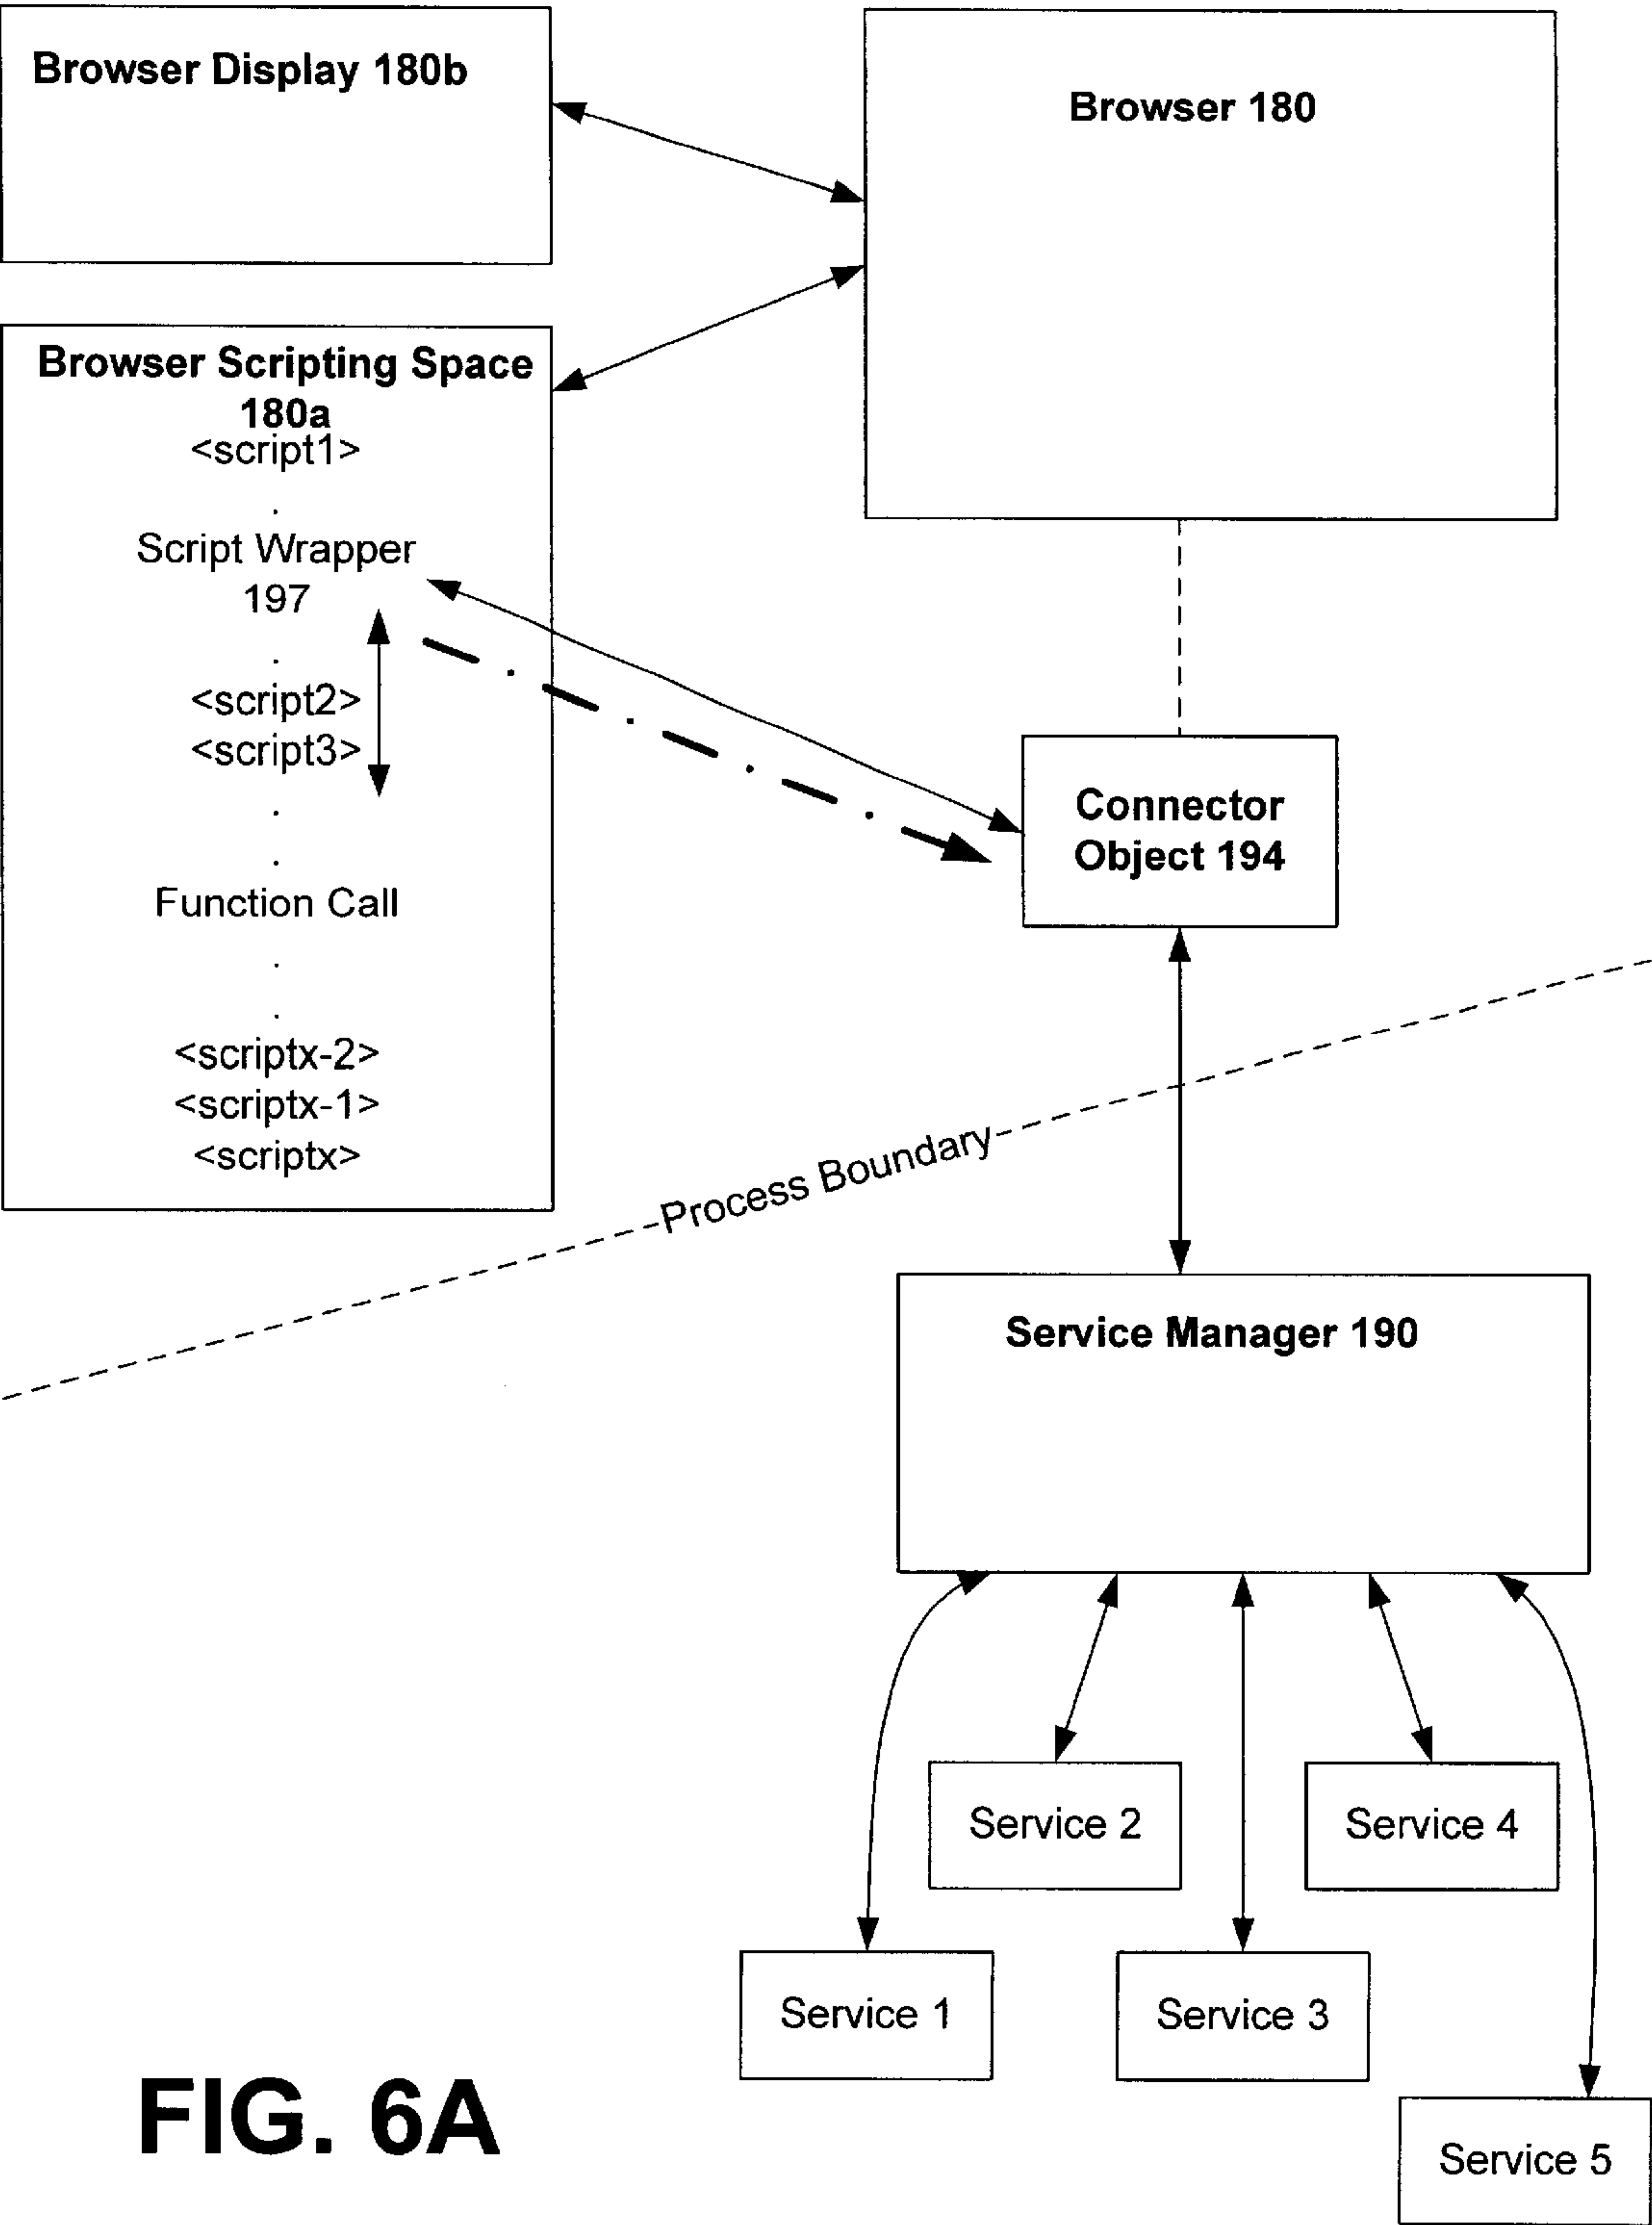 Browser Display 180b
Browser 180
Browser Scripting Space
180a
<script1>
.
Script Wrapper
197
.
<script2>
<script3>
.
.
Function Call
.
.
<scriptx-2>
<scriptx-1>
<scriptx>
Connector
Object 194
Process Boundary
Service Manager 190
Service 2
Service 4
Service 1
Service 3
Service 5
FIG. 6A